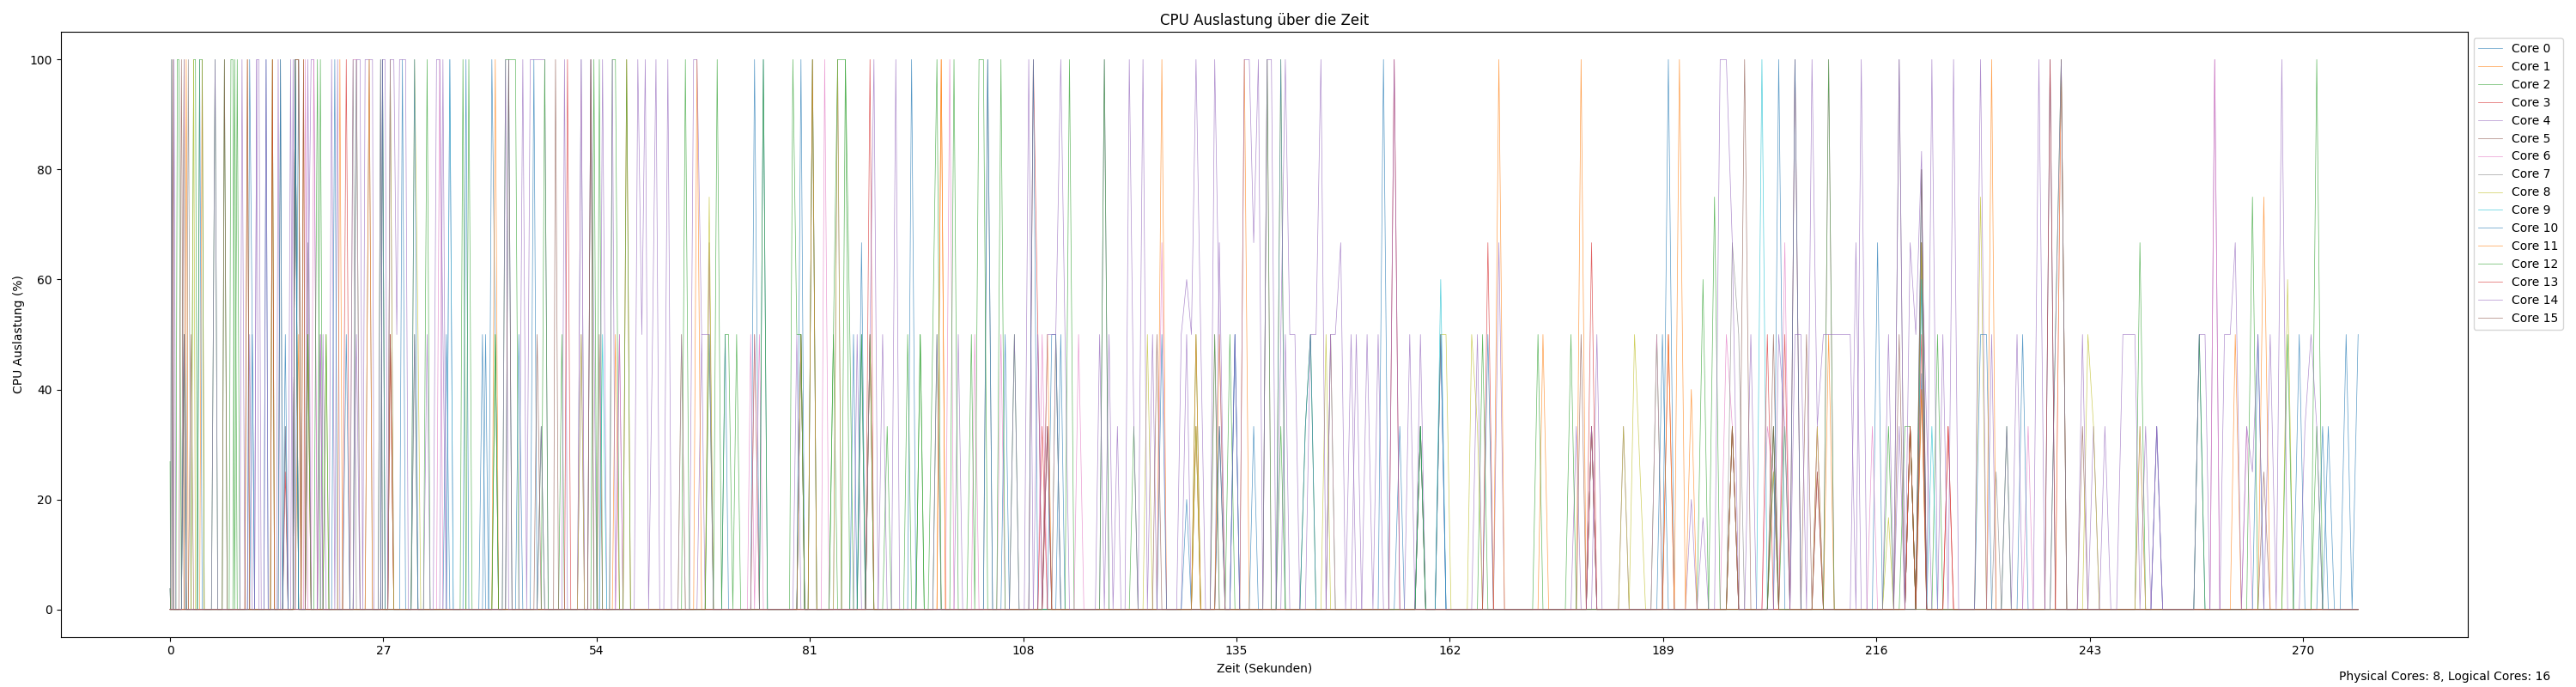 CPU Auslastung über die Zeit
100
80
60
40
20
0
CPU Auslastung (%)
0 27 54 81 108 135 162 189 216 243 270
Zeit (Sekunden)
Core 0
Core 1
Core 2
Core 3
Core 4
Core 5
Core 6
Core 7
Core 8
Core 9
Core 10
Core 11
Core 12
Core 13
Core 14
Core 15
Physical Cores: 8, Logical Cores: 16